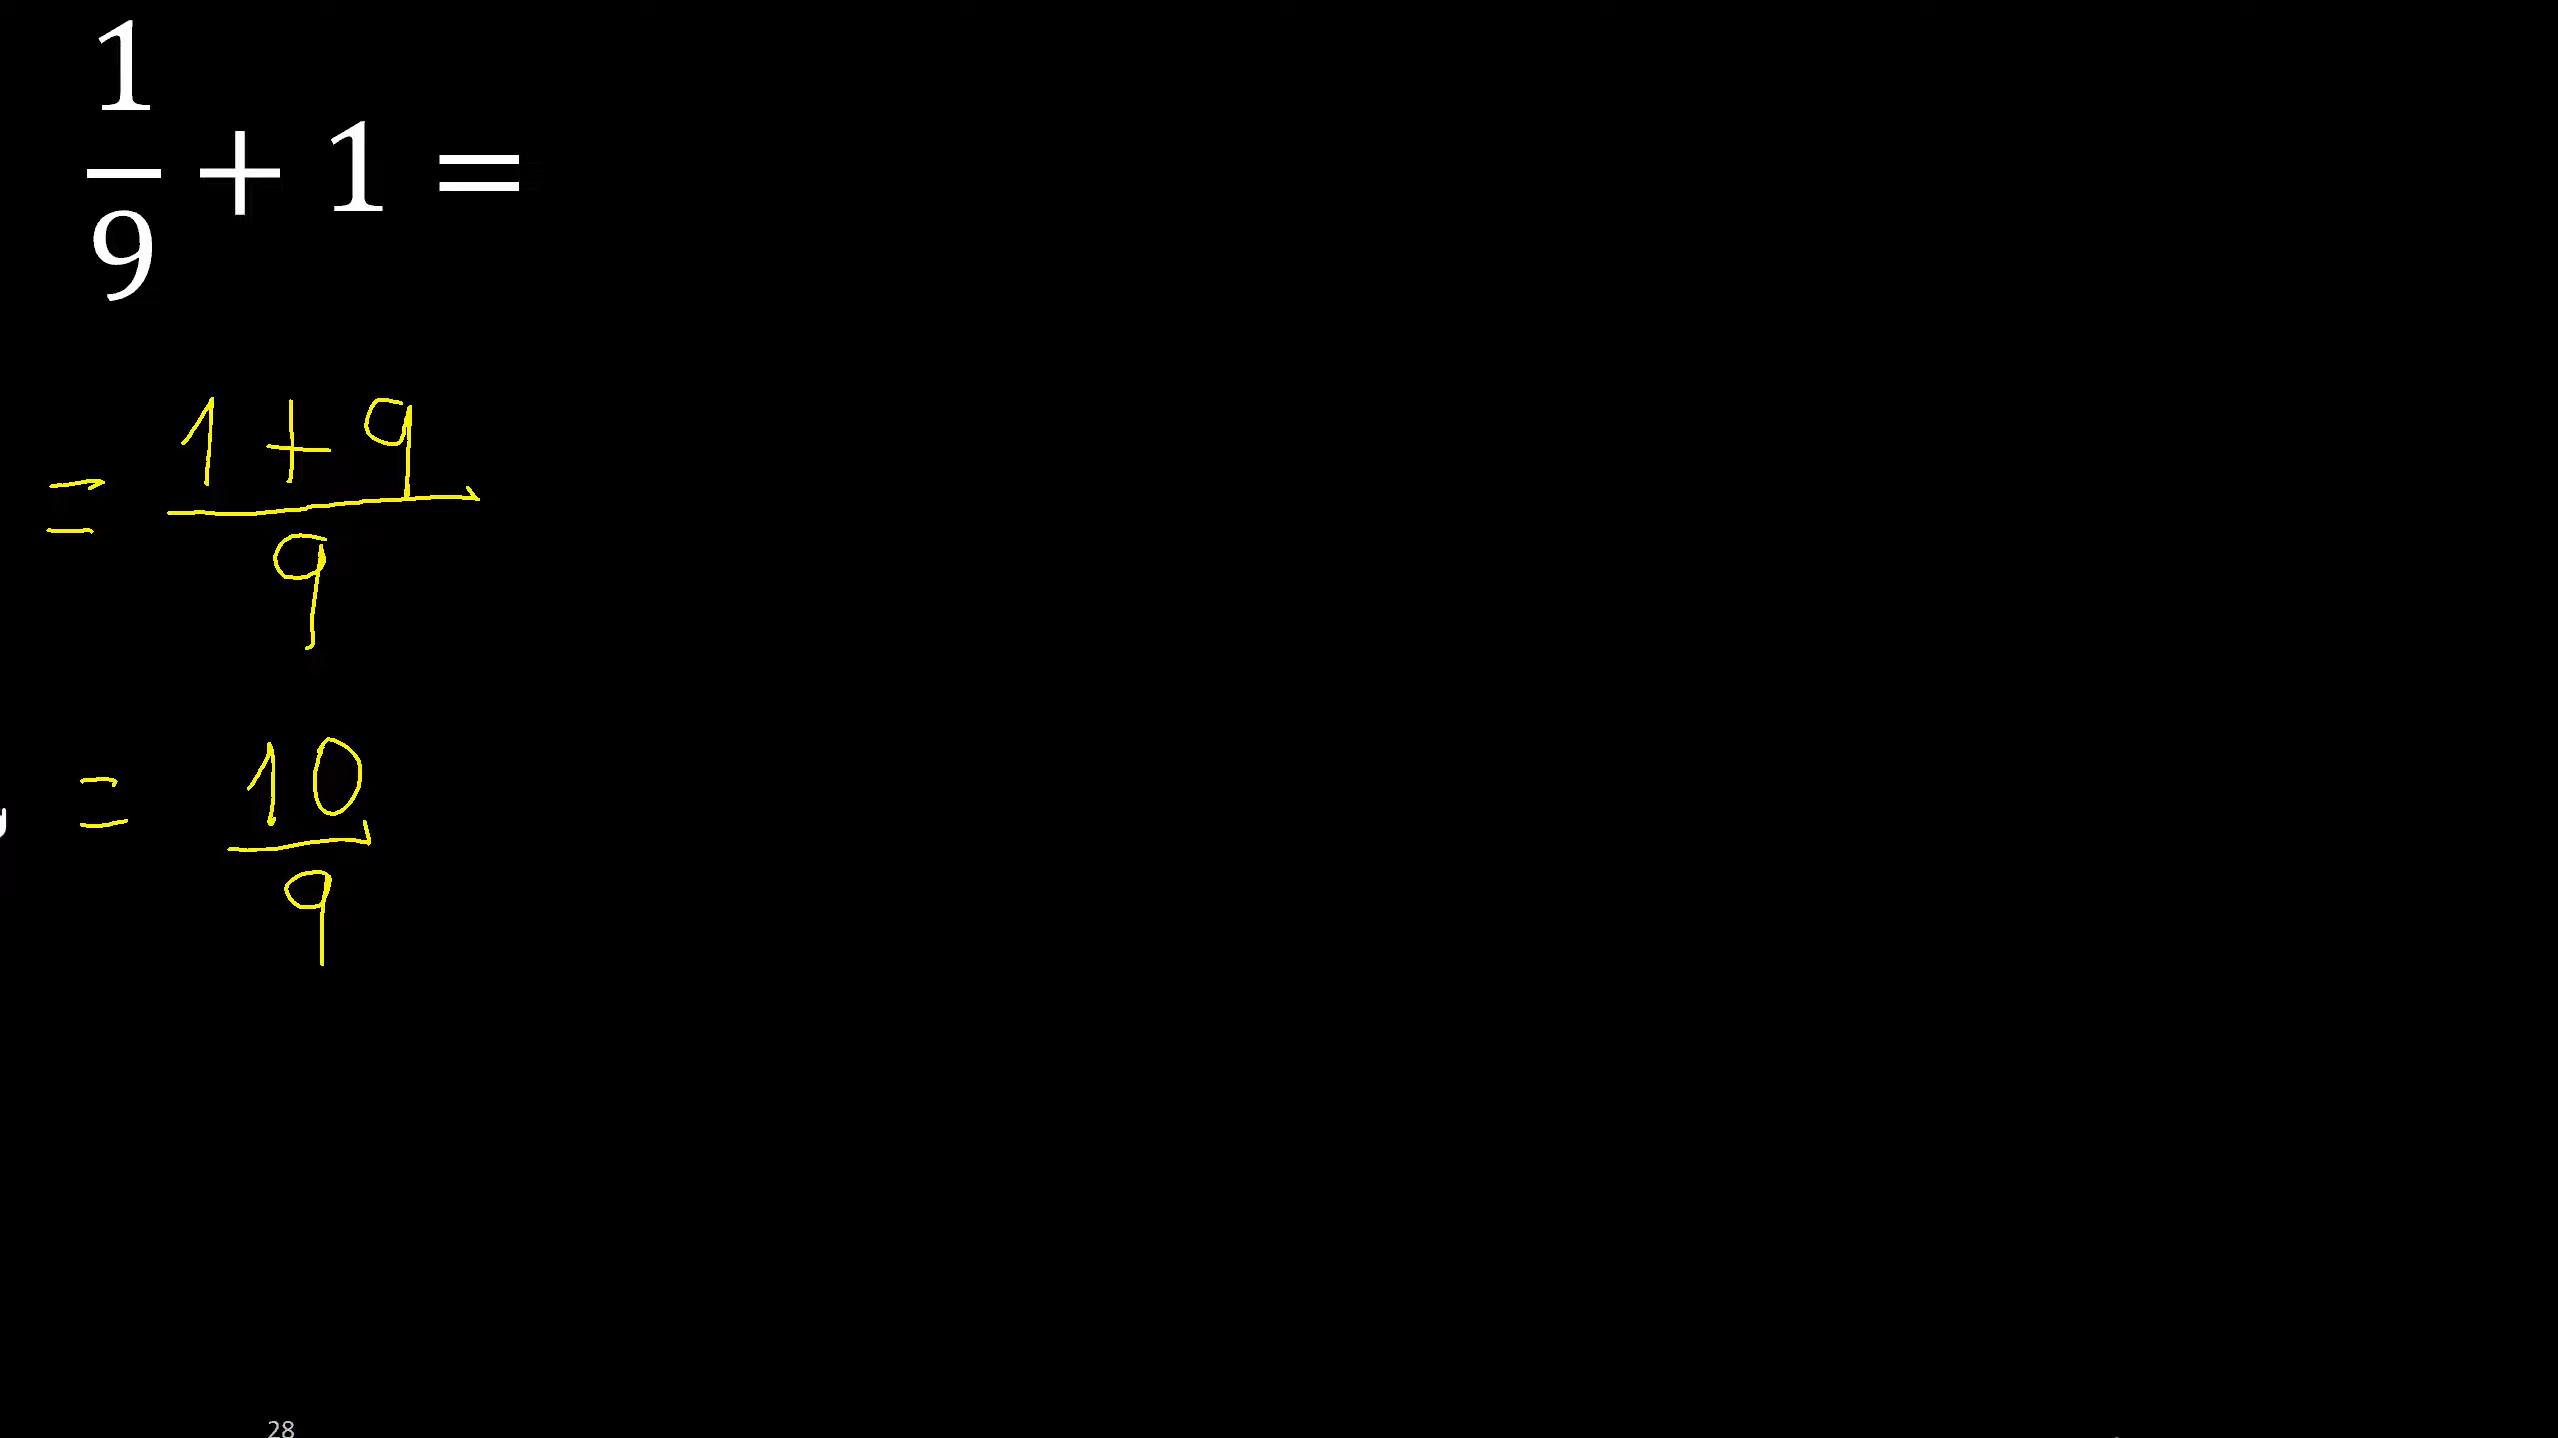 1/9 + 1 =
= (1 + 9)/9
= 10/9
28